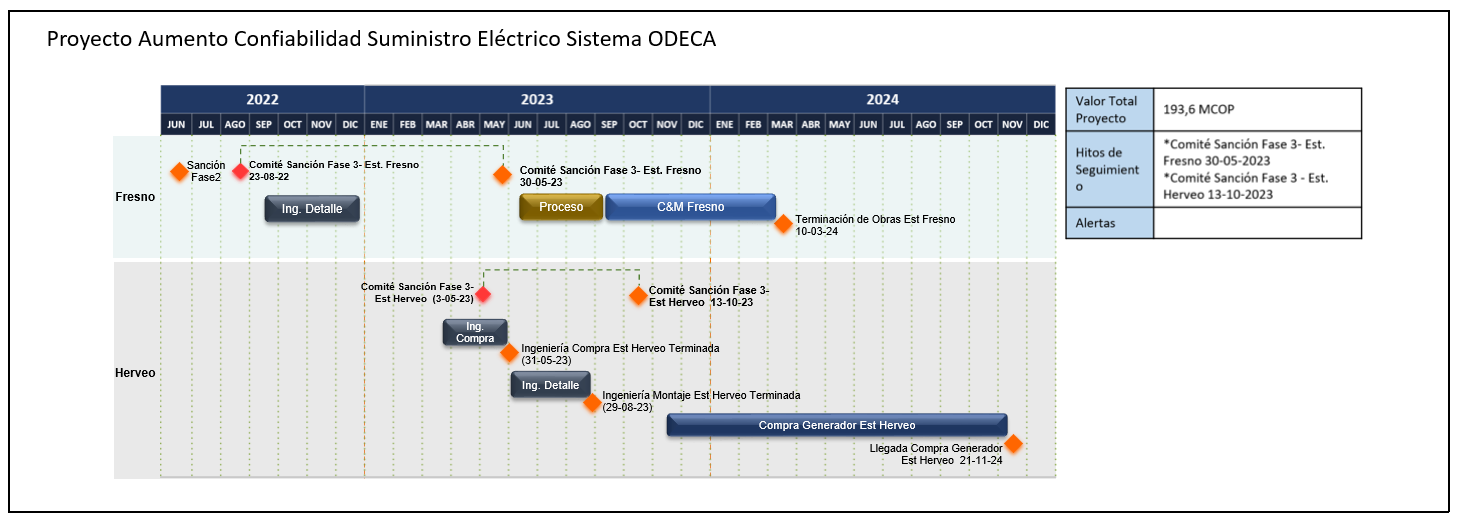 Proyecto Aumento Confiabilidad Suministro Eléctrico Sistema ODECA
2022
2023
2024
JUN JUL AGO SEP OCT NOV DIC ENE FEB MAR ABR MAY JUN JUL AGO SEP OCT NOV DIC ENE FEB MAR ABR MAY JUN JUL AGO SEP OCT NOV DIC
Fresno
Sanción
Fase2
Comité Sanción Fase 3- Est. Fresno
23-08-22
Comité Sanción Fase 3- Est. Fresno
30-05-23
Ing. Detalle
Proceso
C&M Fresno
Terminación de Obras Est Fresno
10-03-24
Herveo
Comité Sanción Fase 3-
Est Herveo (3-05-23)
Comité Sanción Fase 3-
Est Herveo 13-10-23
Ing.
Compra
Ingeniería Compra Est Herveo Terminada
(31-05-23)
Ing. Detalle
Ingeniería Montaje Est Herveo Terminada
(29-08-23)
Compra Generador Est Herveo
Llegada Compra Generador
Est Herveo 21-11-24
Valor Total
Proyecto
193,6 MCOP
Hitos de
Seguimient
o
*Comité Sanción Fase 3- Est.
Fresno 30-05-2023
*Comité Sanción Fase 3 - Est.
Herveo 13-10-2023
Alertas